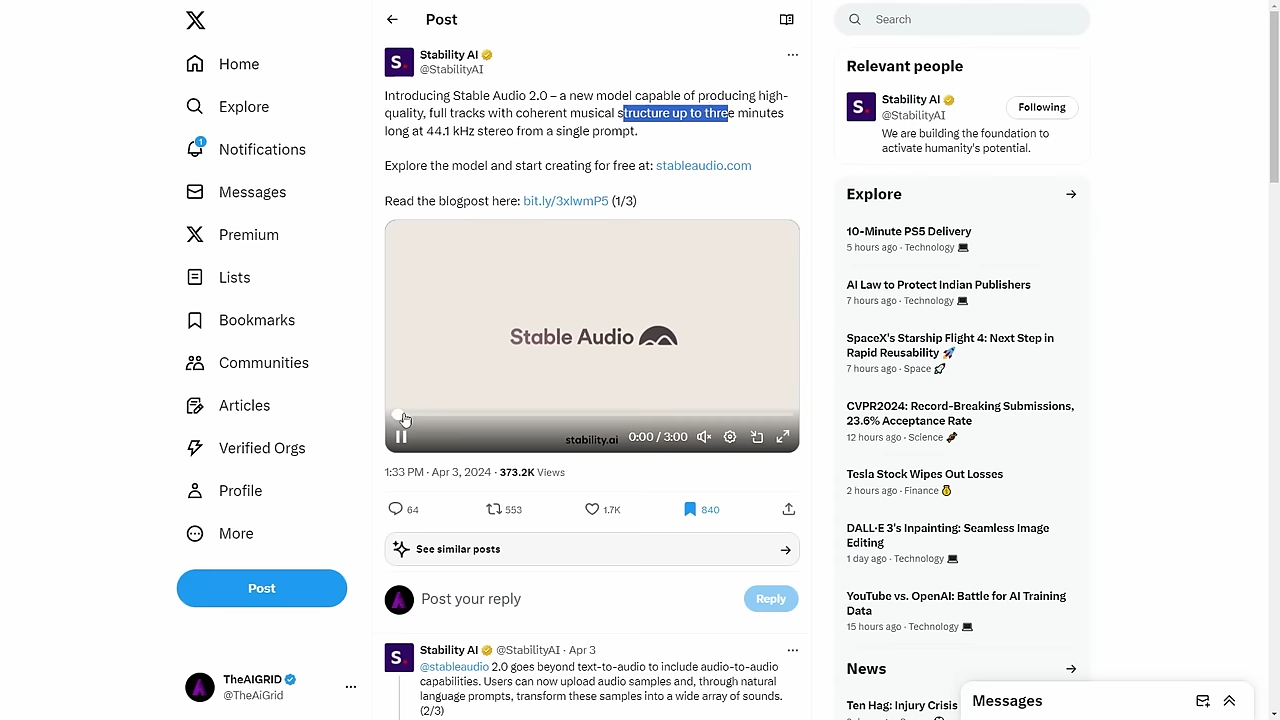 Home
Explore
1
Notifications
Messages
Premium
Lists
Bookmarks
Communities
Articles
Verified Orgs
Profile
More
Post
TheAIGRID
@TheAiGrid
Post
S.
Stability AI
@StabilityAI
Introducing Stable Audio 2.0 – a new model capable of producing high-
quality, full tracks with coherent musical structure up to three minutes
long at 44.1 kHz stereo from a single prompt.
Explore the model and start creating for free at: stableaudio.com
Read the blogpost here: bit.ly/3xlwmP5 (1/3)
Stable Audio
stability.ai
0:00 / 3:00
1:33 PM · Apr 3, 2024 · 373.2K Views
64
553
1.7K
840
See similar posts
Post your reply
Reply
S.
Stability AI @StabilityAI · Apr 3
@stableaudio 2.0 goes beyond text-to-audio to include audio-to-audio
capabilities. Users can now upload audio samples and, through natural
language prompts, transform these samples into a wide array of sounds.
(2/3)
Search
Relevant people
S.
Stability AI
@StabilityAI
Following
We are building the foundation to
activate humanity's potential.
Explore
10-Minute PS5 Delivery
5 hours ago · Technology
AI Law to Protect Indian Publishers
7 hours ago · Technology
SpaceX's Starship Flight 4: Next Step in
Rapid Reusability
7 hours ago · Space
CVPR2024: Record-Breaking Submissions,
23.6% Acceptance Rate
12 hours ago · Science
Tesla Stock Wipes Out Losses
2 hours ago · Finance
DALL·E 3's Inpainting: Seamless Image
Editing
1 day ago · Technology
YouTube vs. OpenAI: Battle for AI Training
Data
15 hours ago · Technology
News
Ten Hag: Injury Crisis
Messages